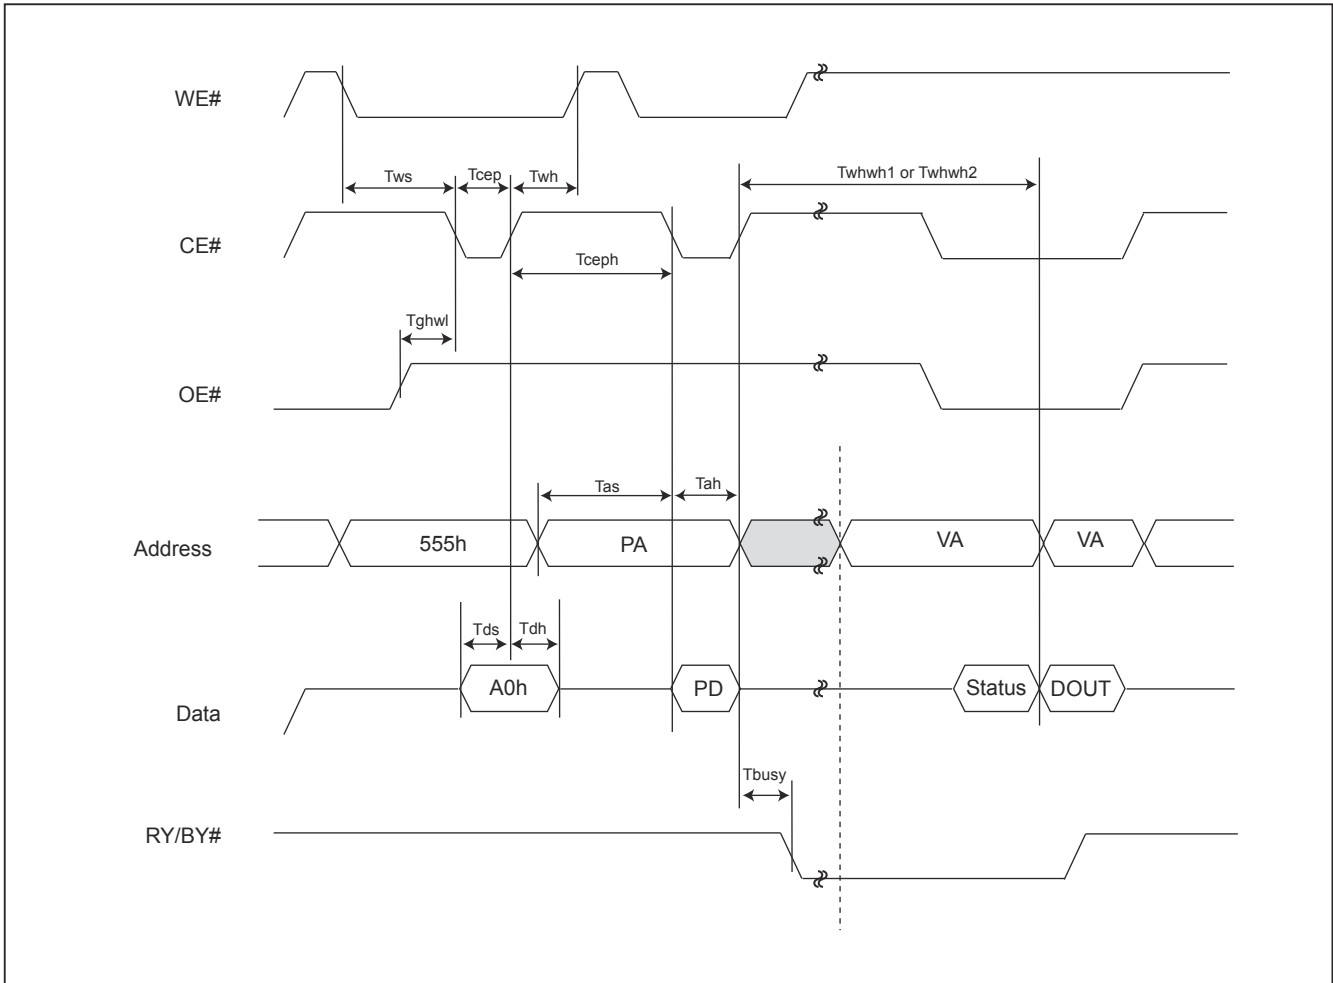 WE#
Tws
Tcep
Twh
Twhwh1 or Twhwh2
CE#
Tceph
Tghwl
OE#
Tas
Tah
Address
555h
PA
VA
VA
Tds
Tdh
Data
A0h
PD
Status
DOUT
Tbusy
RY/BY#